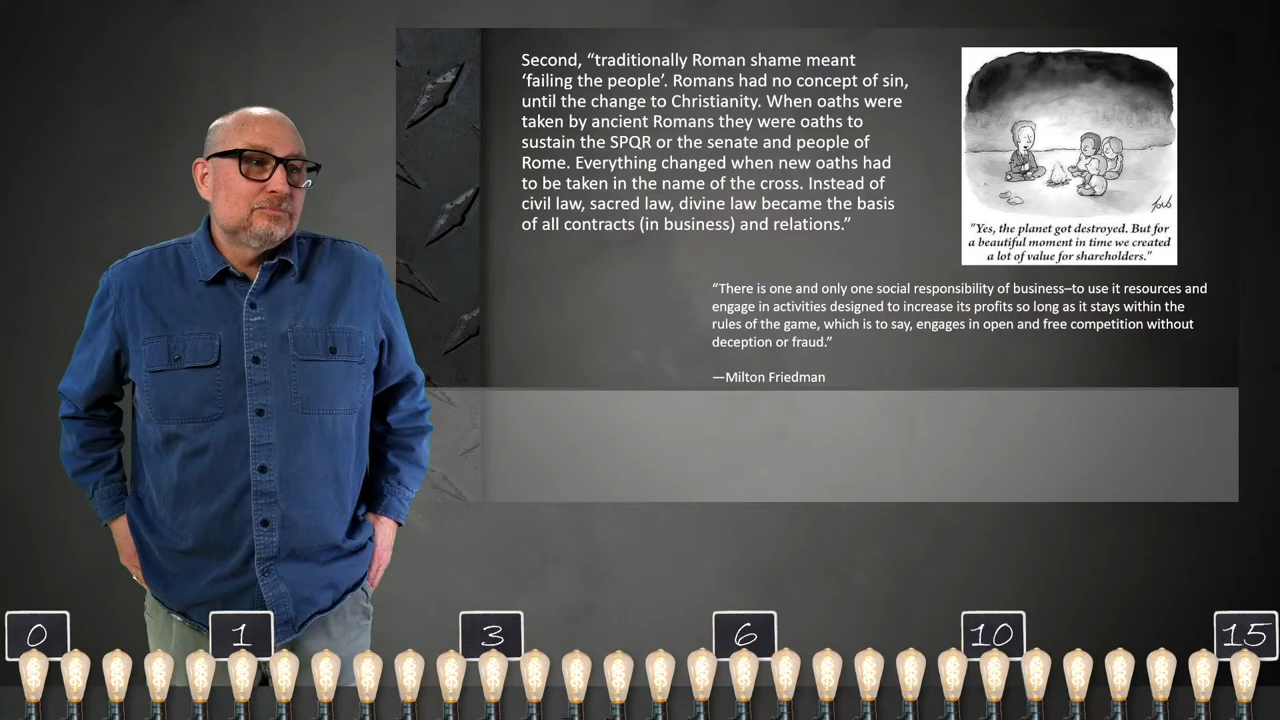 Second, “traditionally Roman shame meant
‘failing the people’. Romans had no concept of sin,
until the change to Christianity. When oaths were
taken by ancient Romans they were oaths to
sustain the SPQR or the senate and people of
Rome. Everything changed when new oaths had
to be taken in the name of the cross. Instead of
civil law, sacred law, divine law became the basis
of all contracts (in business) and relations.”
"Yes, the planet got destroyed. But for
a beautiful moment in time we created
a lot of value for shareholders."
“There is one and only one social responsibility of business–to use it resources and
engage in activities designed to increase its profits so long as it stays within the
rules of the game, which is to say, engages in open and free competition without
deception or fraud.”
—Milton Friedman
0 1 3 6 10 15